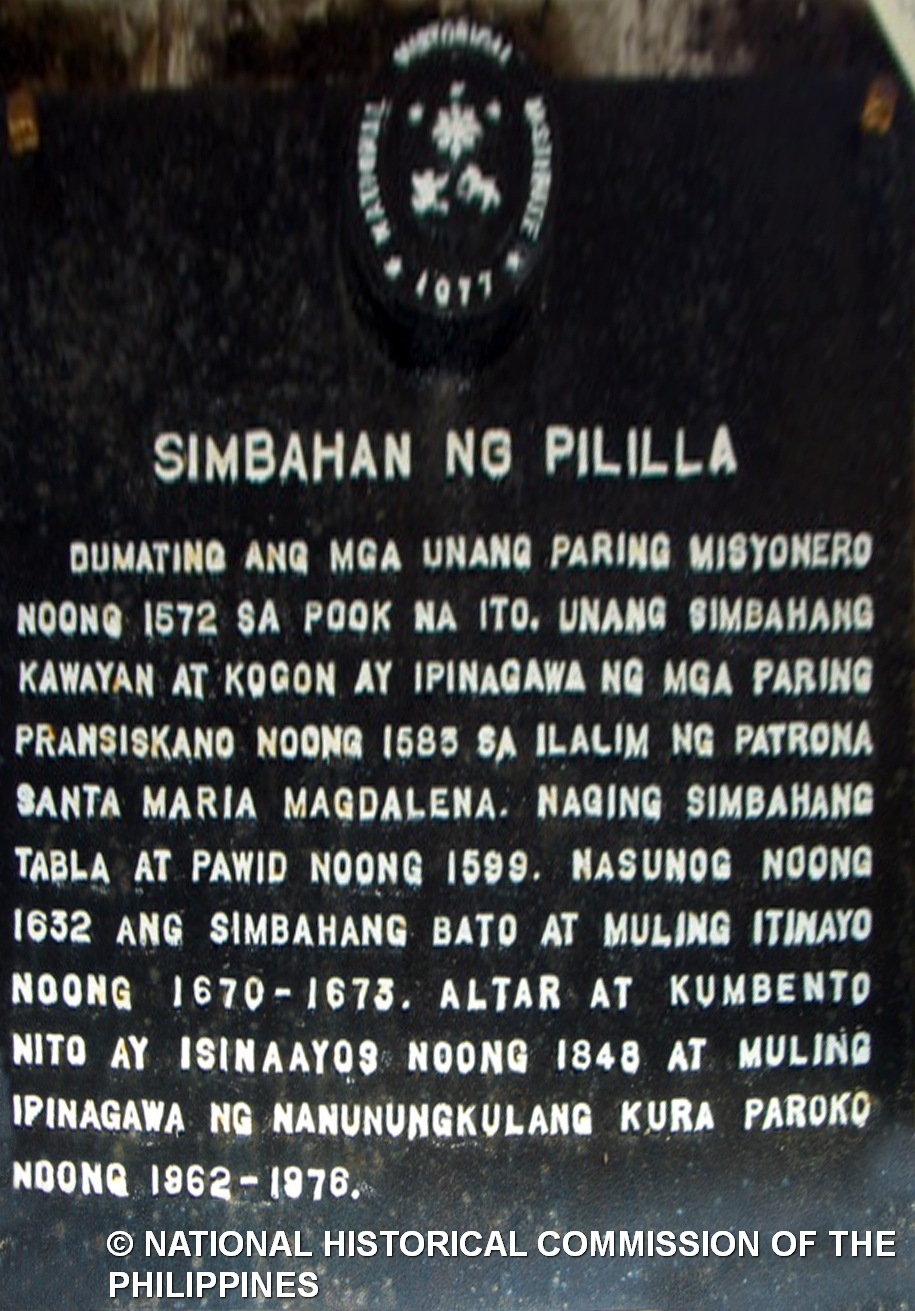 NATIONAL HISTORICAL INSTITUTE
1977
SIMBAHAN NG PILILLA
DUMATING ANG MGA UNANG PARING MISYONERO
NOONG 1572 SA POOK NA ITO. UNANG SIMBAHANG
KAWAYAN AT KOGON AY IPINAGAWA NG MGA PARING
PRANSISKANO NOONG 1583 SA ILALIM NG PATRONA
SANTA MARIA MAGDALENA. NAGING SIMBAHANG
TABLA AT PAWID NOONG 1599. NASUNOG NOONG
1632 ANG SIMBAHANG BATO AT MULING ITINAYO
NOONG 1670-1673. ALTAR AT KUMBENTO
NITO AY ISINAAYOS NOONG 1848 AT MULING
IPINAGAWA NG NANUNUNGKULANG KURA PAROKO
NOONG 1962-1976.
© NATIONAL HISTORICAL COMMISSION OF THE
PHILIPPINES